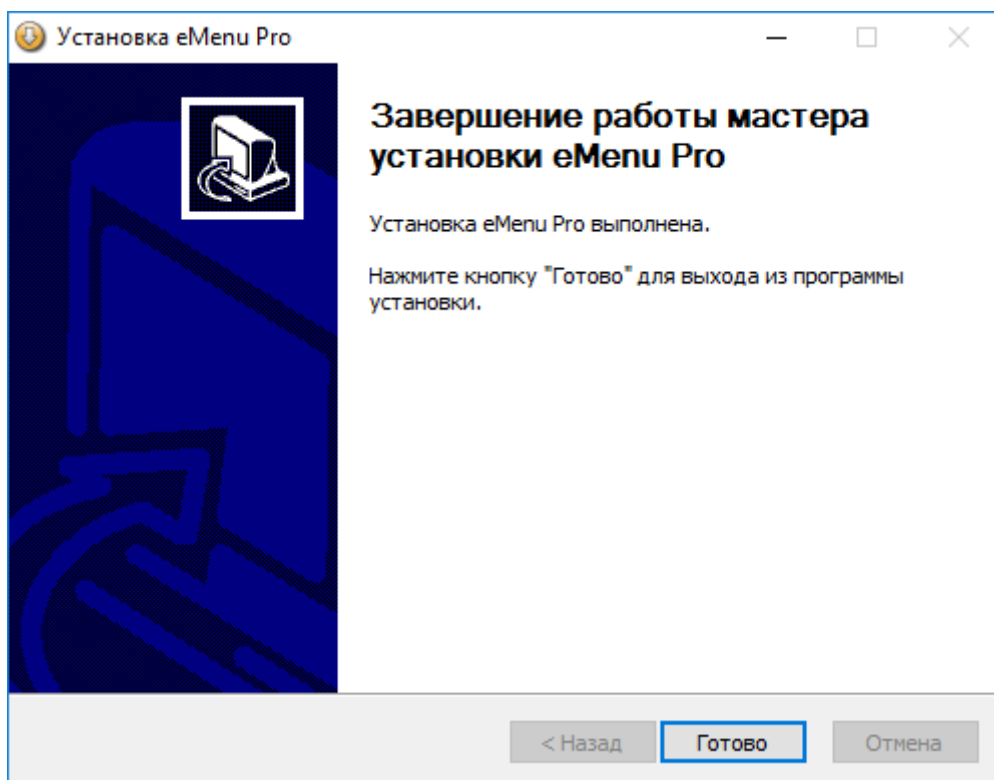 Установка eMenu Pro
Завершение работы мастера
установки eMenu Pro
Установка eMenu Pro выполнена.
Нажмите кнопку "Готово" для выхода из программы
установки.
< Назад
Готово
Отмена